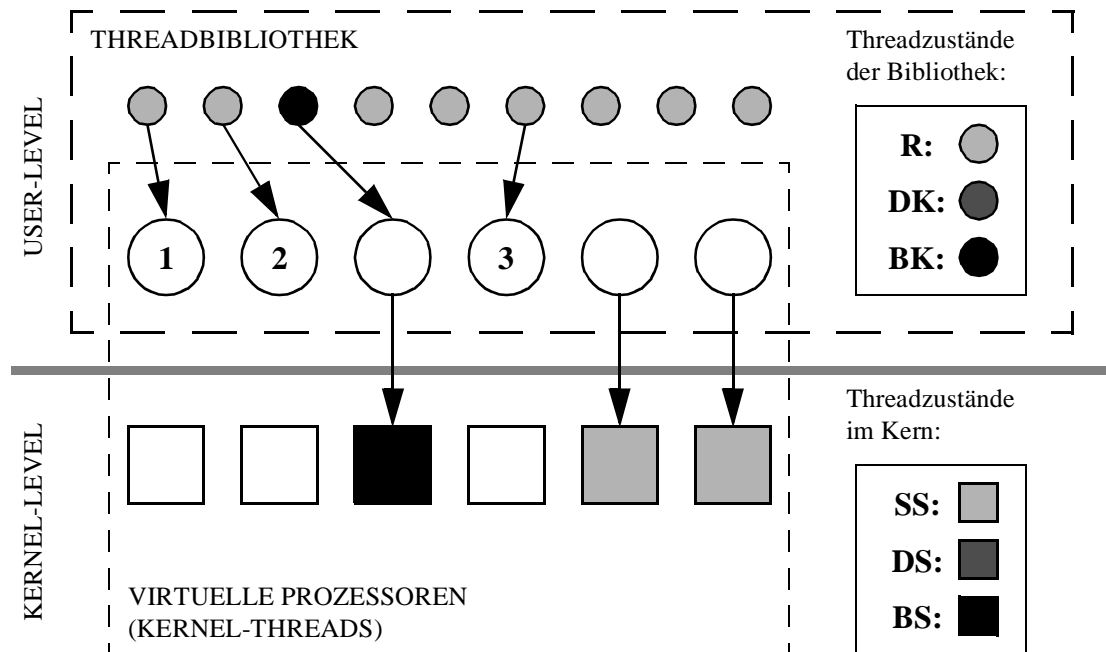 THREADBIBLIOTHEK
Threadzustände
der Bibliothek:
USER-LEVEL
R:
DK:
BK:
1
2
3
KERNEL-LEVEL
Threadzustände
im Kern:
SS:
DS:
BS:
VIRTUELLE PROZESSOREN
(KERNEL-THREADS)